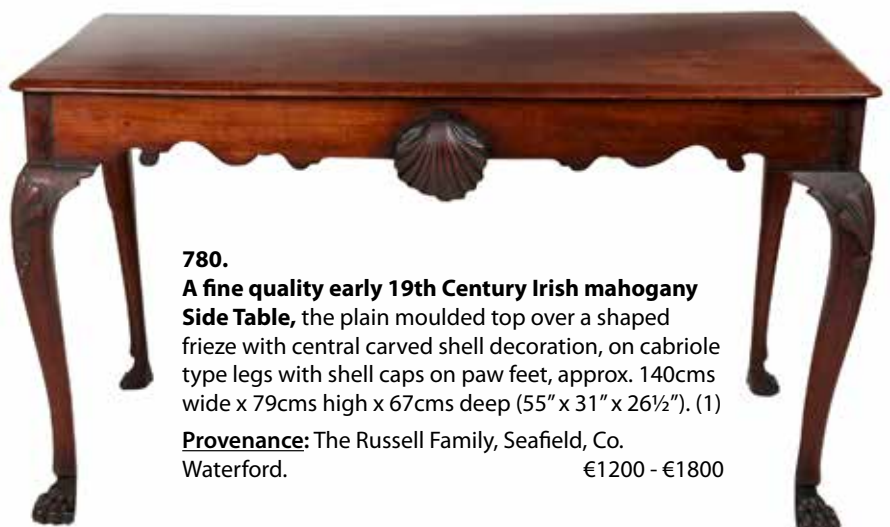 780.
A fine quality early 19th Century Irish mahogany
Side Table, the plain moulded top over a shaped
frieze with central carved shell decoration, on cabriole
type legs with shell caps on paw feet, approx. 140cms
wide x 79cms high x 67cms deep (55” x 31” x 26½”). (1)
Provenance: The Russell Family, Seafield, Co.
Waterford. €1200 - €1800